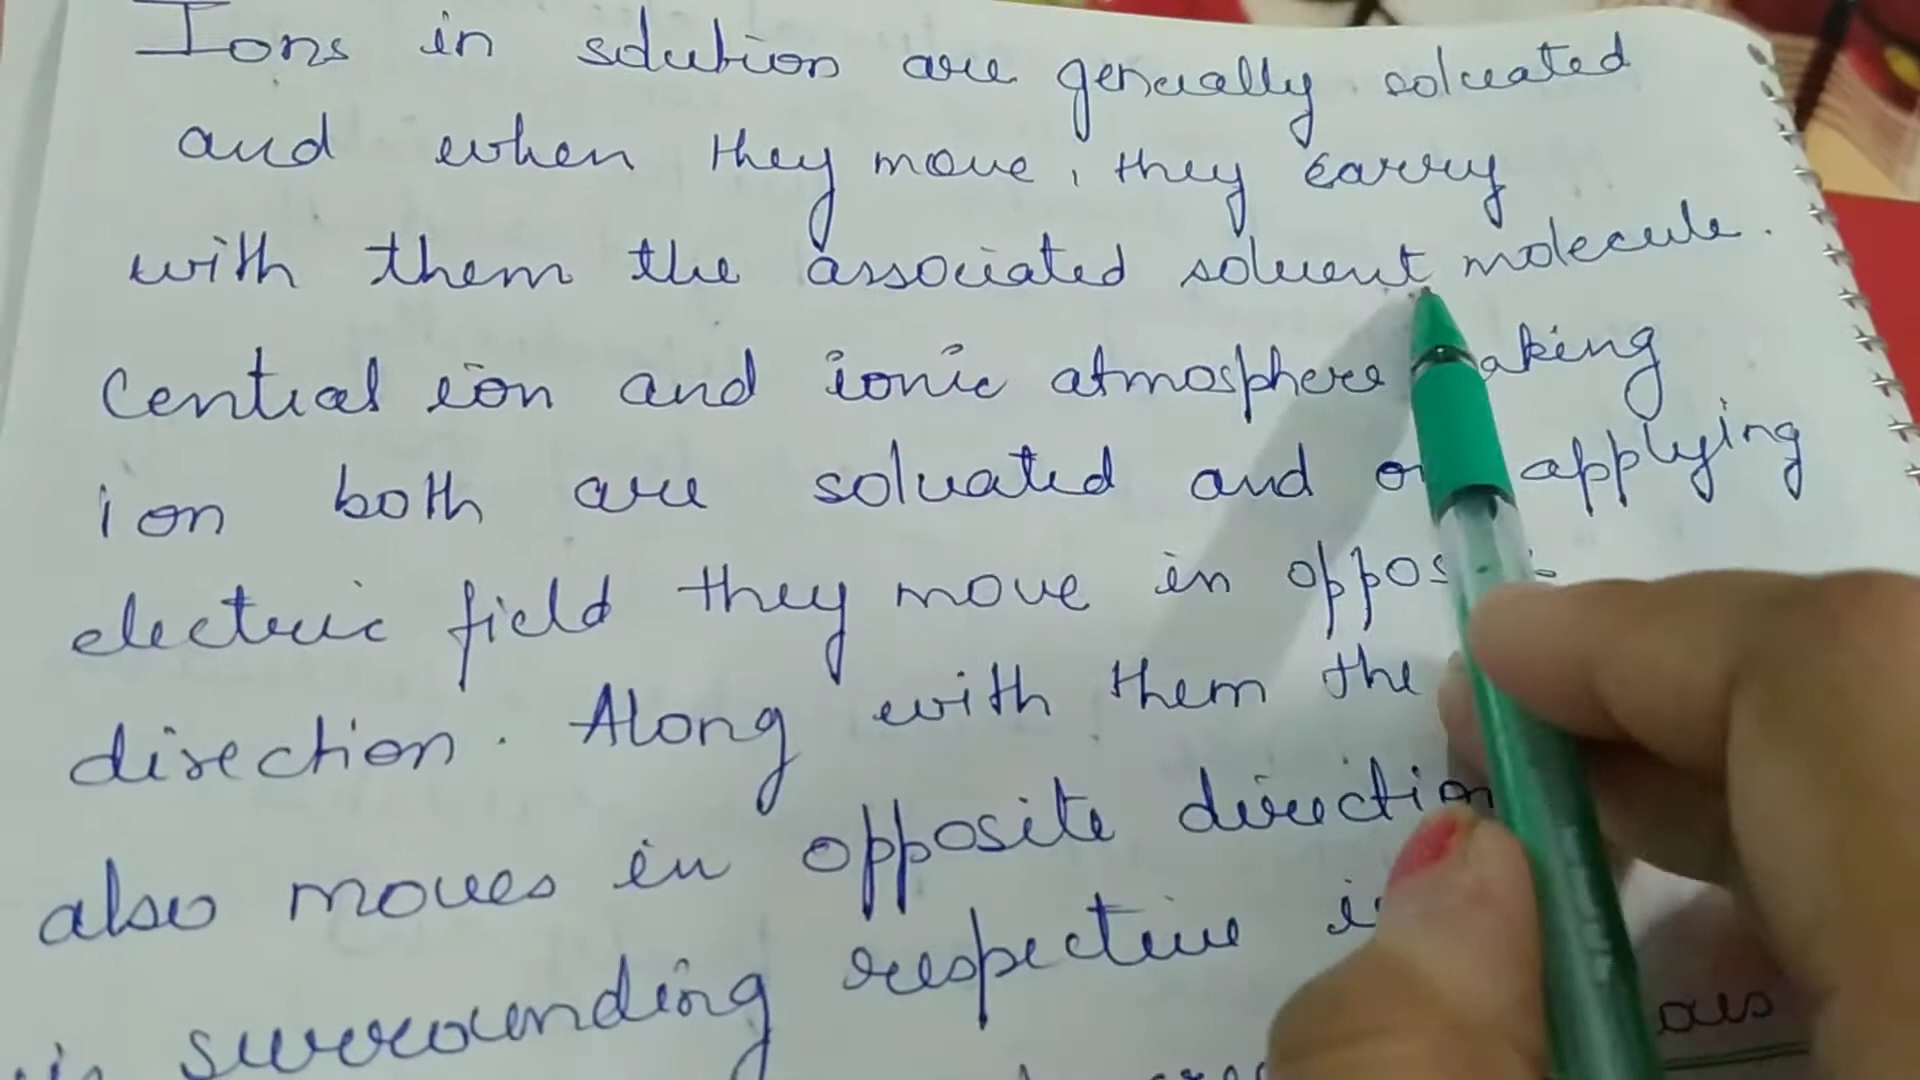 Ions in solution are generally solvated
and when they move, they carry
with them the associated solvent molecule.
Central ion and ionic atmosphere
ion both are solvated and applying
electric field they move in
direction. Along with them the
also moves in opposite direction
surrounding respective